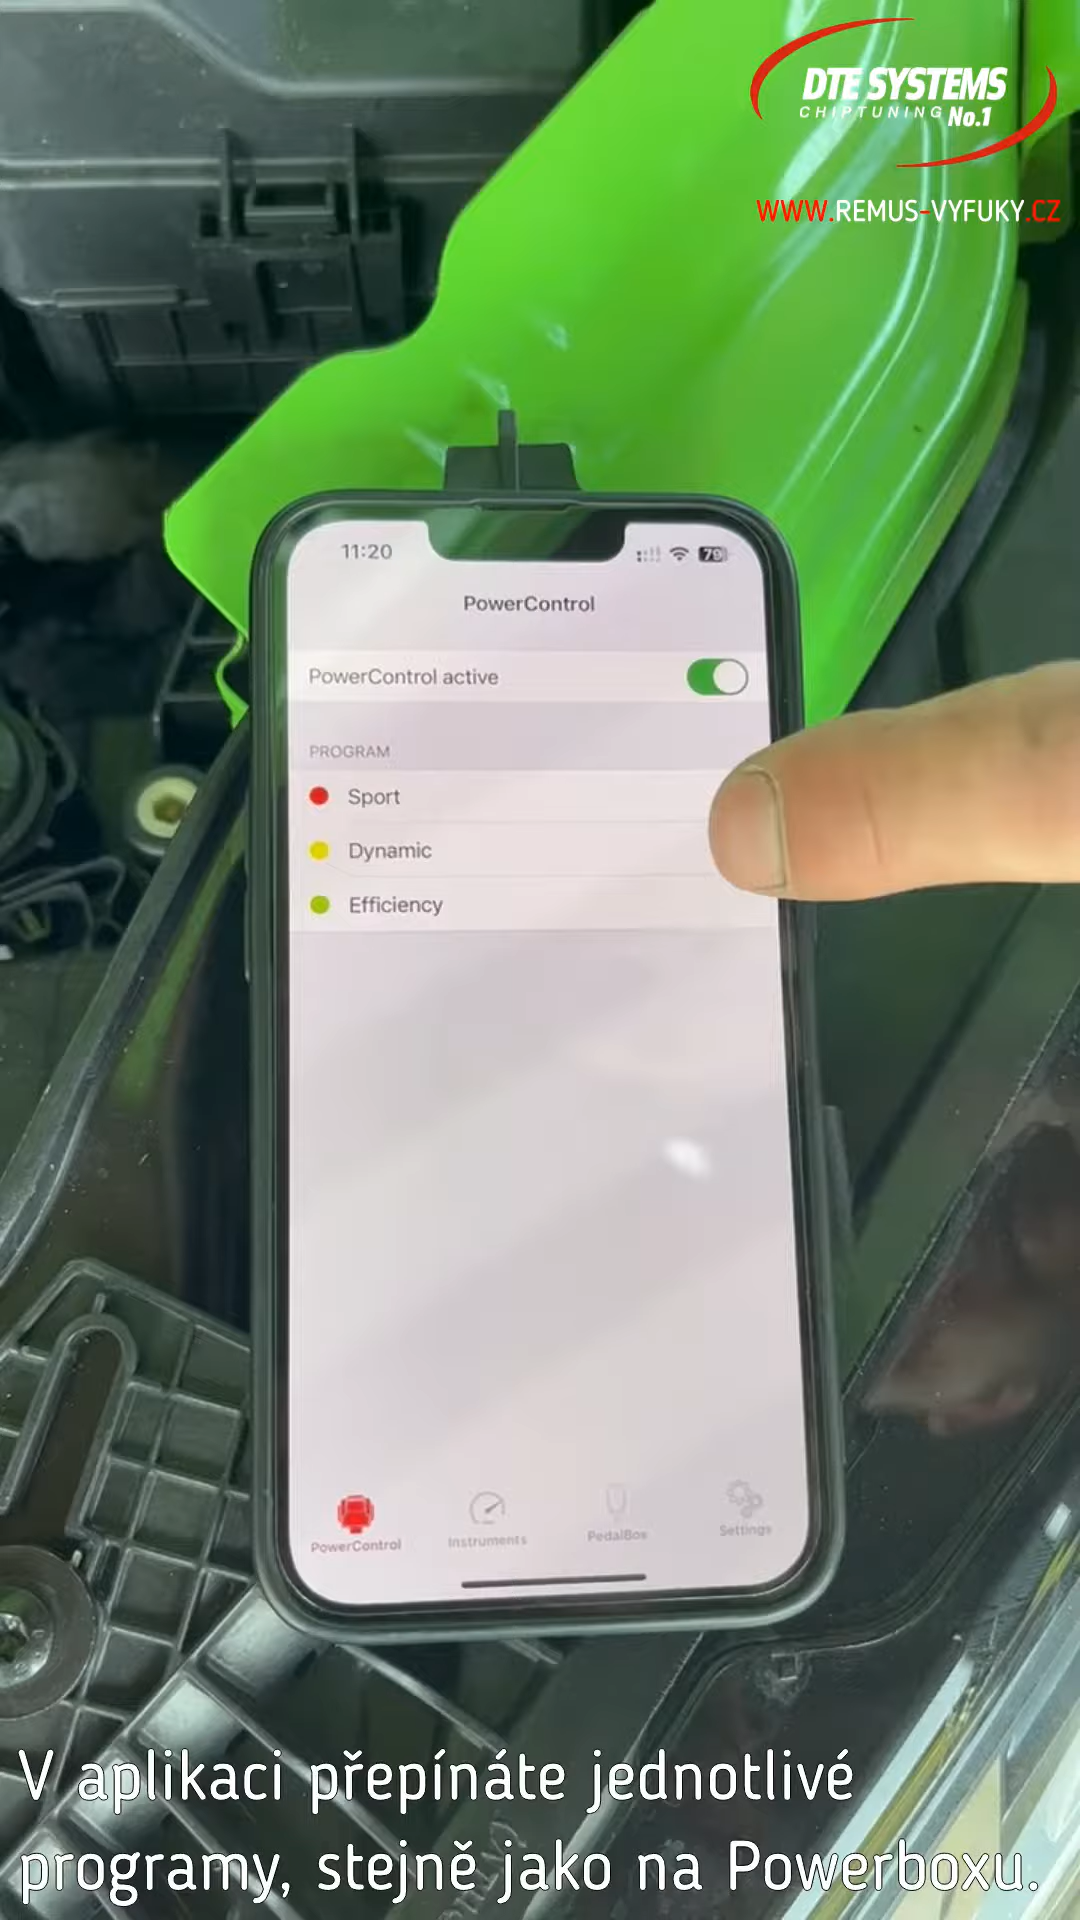 DTE SYSTEMS
CHIPTUNING No.1
WWW.REMUS-VYFUKY.CZ
11:20
79
PowerControl
PowerControl active
PROGRAM
Sport
Dynamic
Efficiency
PowerControl Instruments PedalBox Settings
V aplikaci přepínáte jednotlivé
programy, stejně jako na Powerboxu.